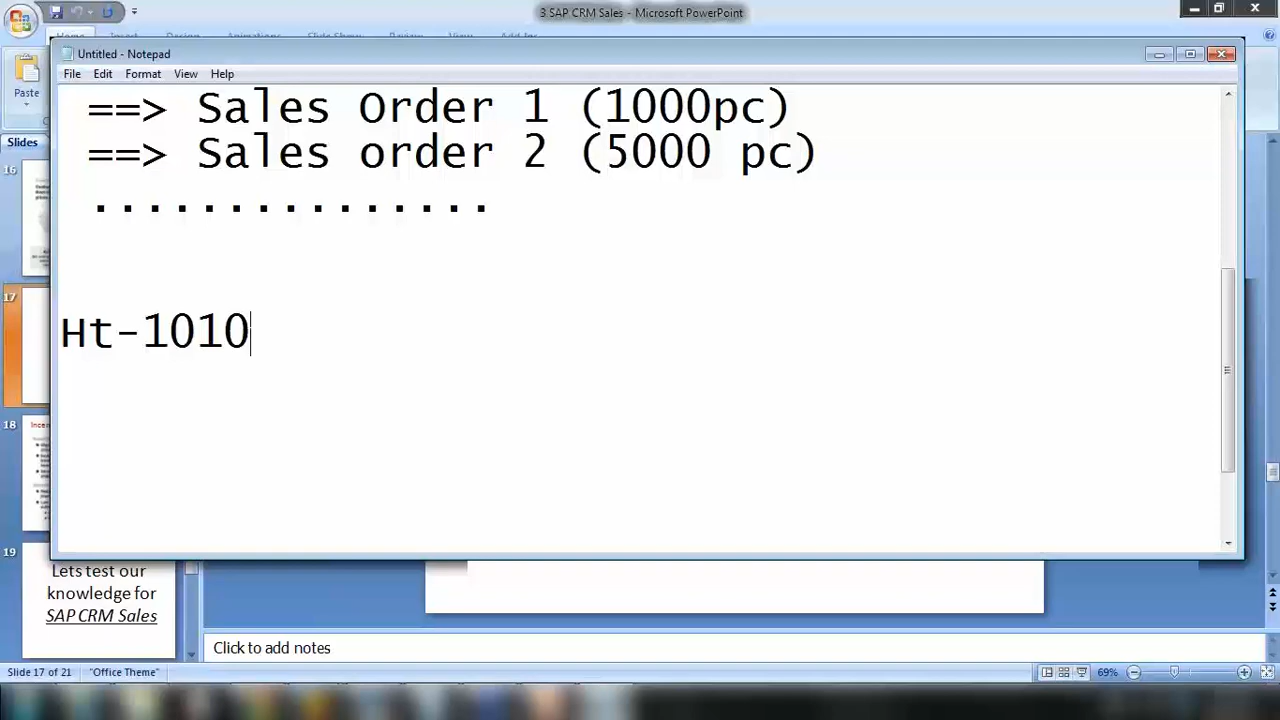 3 SAP CRM Sales - Microsoft PowerPoint
Untitled - Notepad
File Edit Format View Help
==> Sales Order 1 (1000pc)
==> Sales order 2 (5000 pc)
...............
Ht-1010
Paste
Slides
16
17
18
19
Lets test our
knowledge for
SAP CRM Sales
Click to add notes
Slide 17 of 21
"Office Theme"
69%